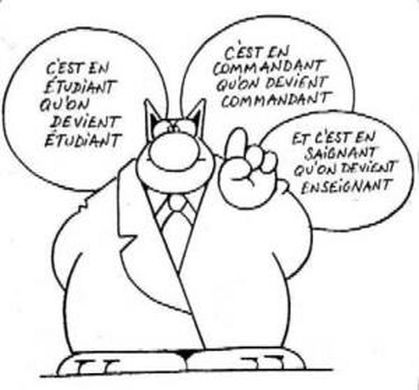 C'EST EN
ÉTUDIANT
QU'ON
DEVIENT
ÉTUDIANT
C'EST EN
COMMANDANT
QU'ON DEVIENT
COMMANDANT
ET C'EST EN
SAIGNANT
QU'ON DEVIENT
ENSEIGNANT